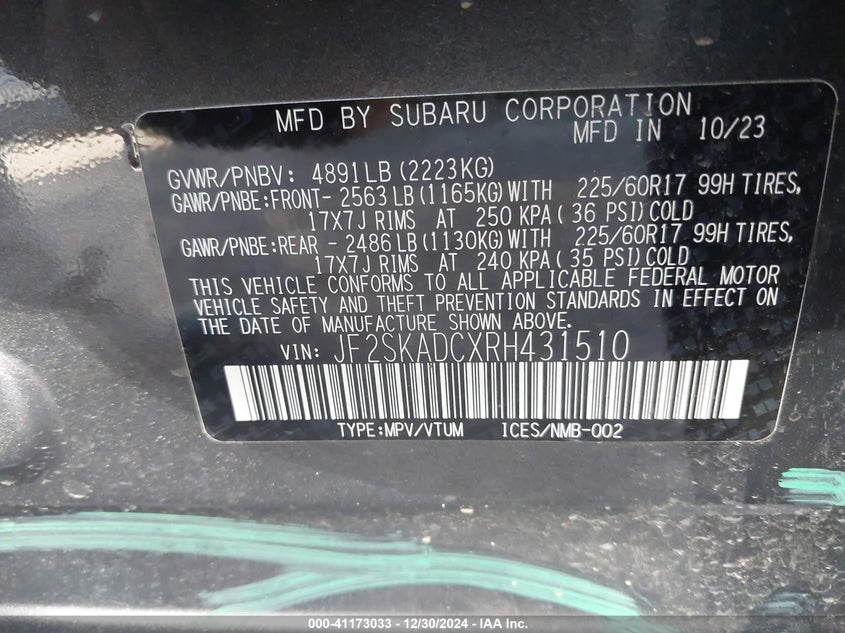 MFD BY SUBARU CORPORATION
MFD IN 10/23
GVWR/PNBV: 4891LB (2223KG)
GAWR/PNBE:FRONT- 2563LB (1165KG) WITH 225/60R17 99H TIRES,
17X7J RIMS AT 250 KPA( 36 PSI) COLD
GAWR/PNBE:REAR - 2486LB (1130KG) WITH 225/60R17 99H TIRES,
17X7J RIMS AT 240 KPA( 35 PSI) COLD
THIS VEHICLE CONFORMS TO ALL APPLICABLE FEDERAL MOTOR
VEHICLE SAFETY AND THEFT PREVENTION STANDARDS IN EFFECT ON
THE DATE OF MANUFACTURE SHOWN ABOVE.
VIN: JF2SKADCXRH431510
TYPE:MPV/VTUM ICES/NMB-002
000-41173033 - 12/30/2024 - IAA Inc.